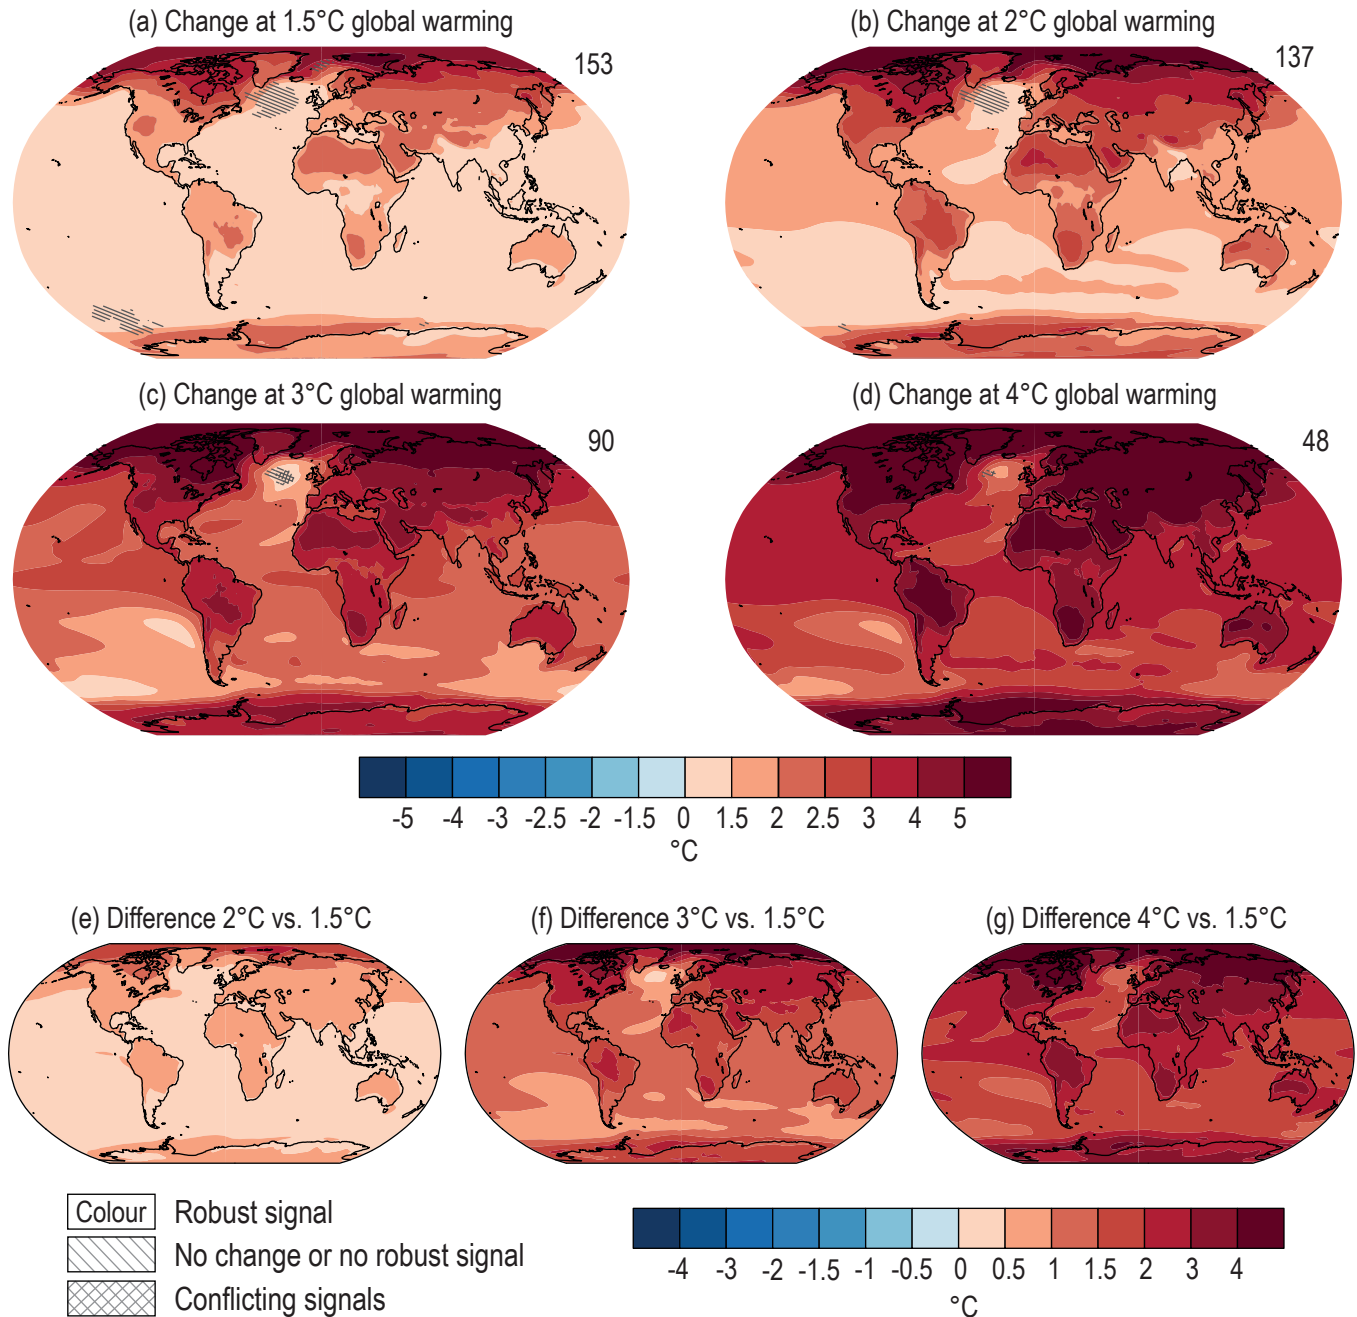 (a) Change at 1.5°C global warming
153
(b) Change at 2°C global warming
137
(c) Change at 3°C global warming
90
(d) Change at 4°C global warming
48
-5 -4 -3 -2.5 -2 -1.5 0 1.5 2 2.5 3 4 5
°C
(e) Difference 2°C vs. 1.5°C
(f) Difference 3°C vs. 1.5°C
(g) Difference 4°C vs. 1.5°C
Colour Robust signal
No change or no robust signal
Conflicting signals
-4 -3 -2 -1.5 -1 -0.5 0 0.5 1 1.5 2 3 4
°C